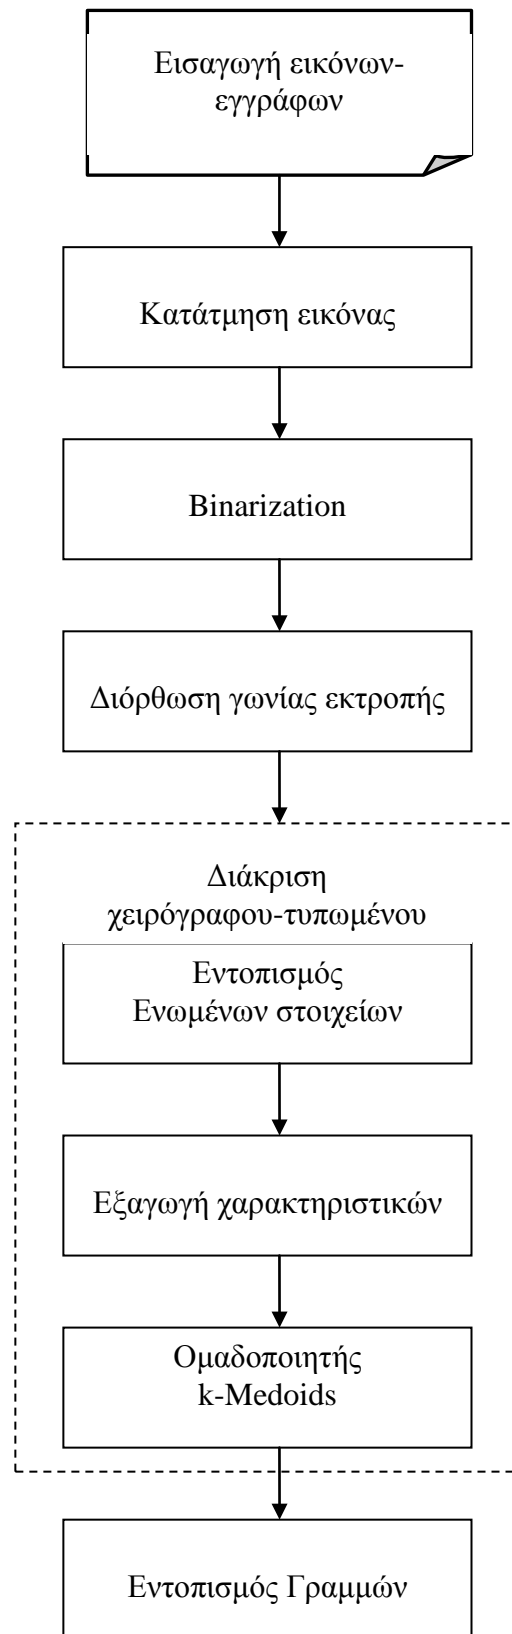 Εισαγωγή εικόνων-
εγγράφων
Κατάτμηση εικόνας
Binarization
Διόρθωση γωνίας εκτροπής
Διάκριση
χειρόγραφου-τυπωμένου
Εντοπισμός
Ενωμένων στοιχείων
Εξαγωγή χαρακτηριστικών
Ομαδοποιητής
k-Medoids
Εντοπισμός Γραμμών